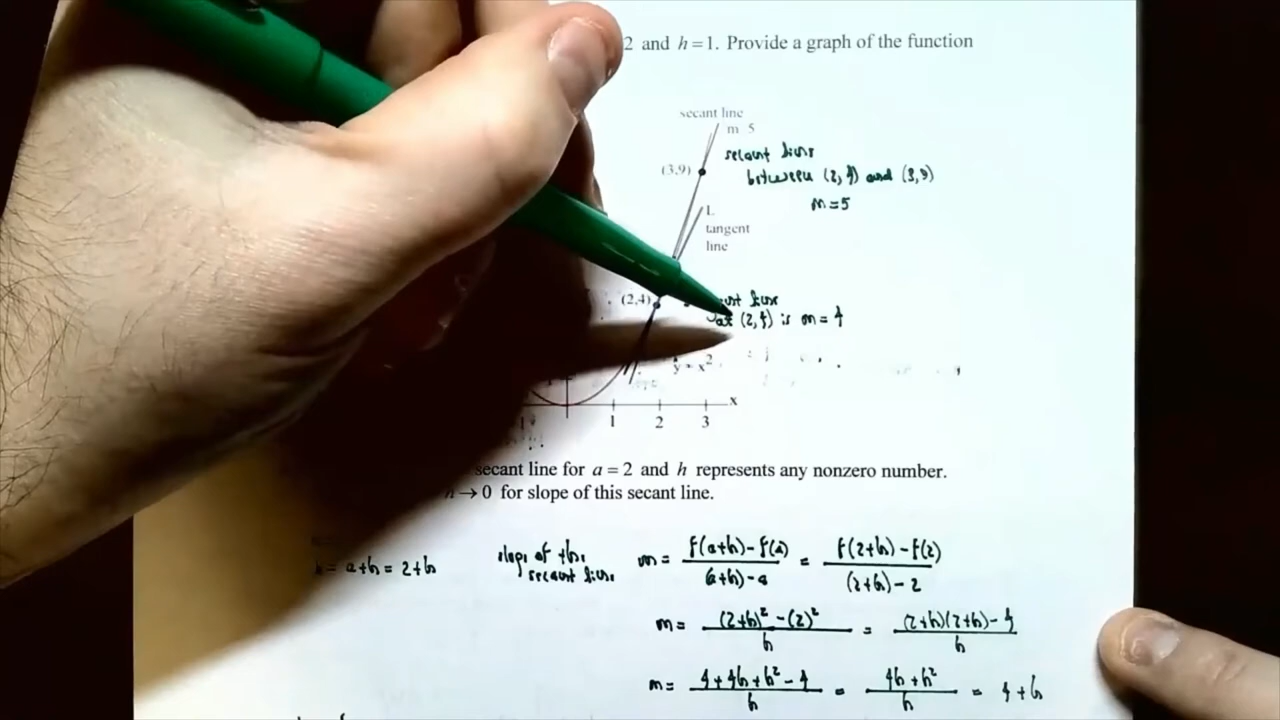 2 and h=1. Provide a graph of the function
secant line
m 5
(3,9)
secant line
between (2,4) and (3,9)
m=5
L
tangent
line
(2,4)
line
at (2,4) is m=4
y = x²
x
1
2
3
secant line for a = 2 and h represents any nonzero number.
→ 0 for slope of this secant line.
= a+h = 2+h
slope of the
secant line
m = f(a+h) - f(a) / (a+h) - a = f(2+h) - f(2) / (2+h) - 2
m = (2+h)² - (2)² / h = (2+h)(2+h) - 4 / h
m = 4 + 4h + h² - 4 / h = 4h + h² / h = 4 + h